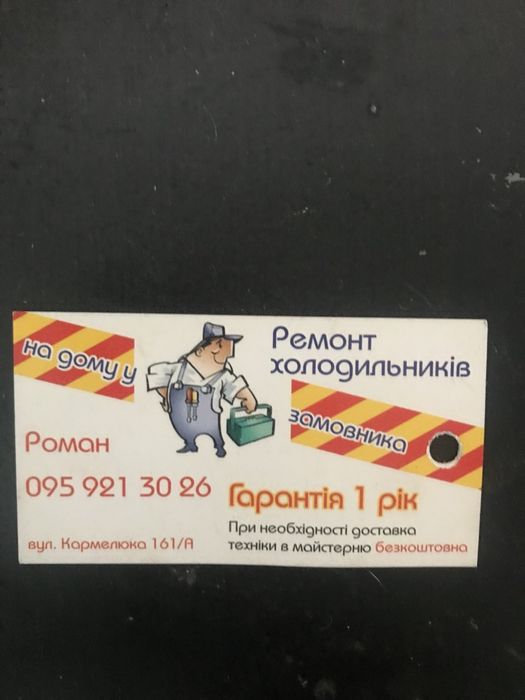 Ремонт
холодильників
на дому у
замовника
Роман
095 921 30 26
Гарантія 1 рік
При необхідності доставка
техніки в майстерню безкоштовна
вул. Кармелюка 161/А